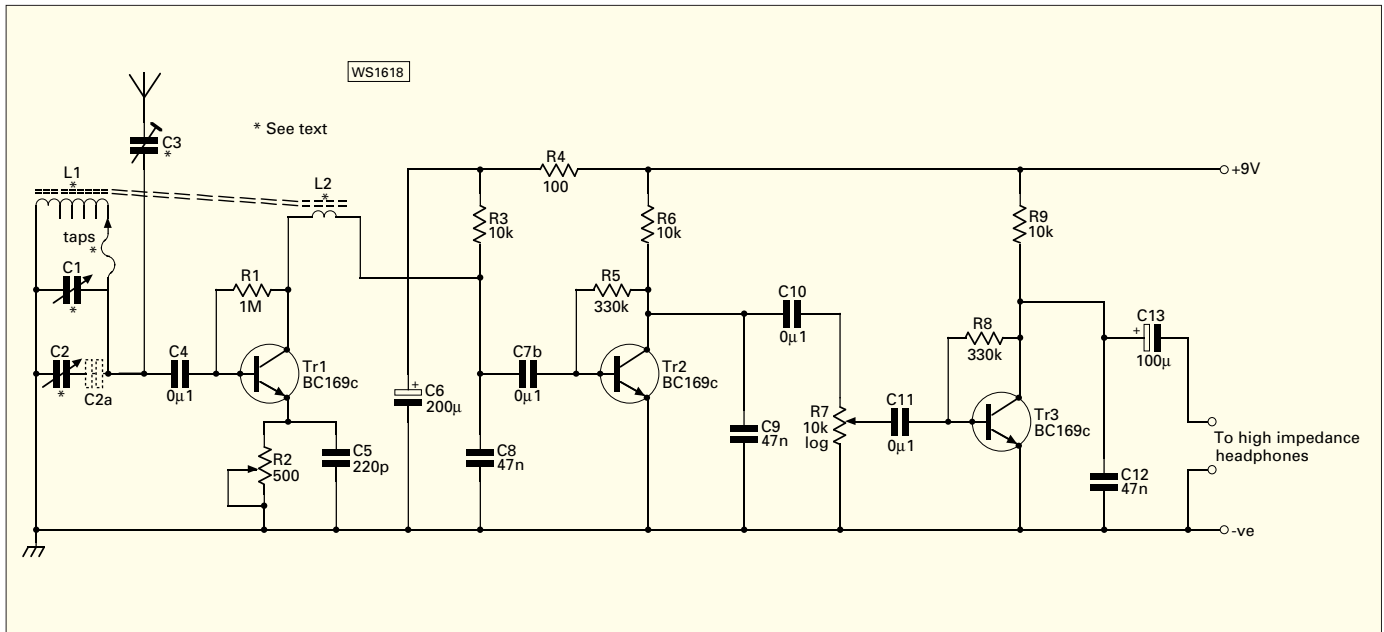 WS1618
* See text
C3
*
L1
*
L2
*
taps
*
C1
*
C2
*
C2a
C4
0µ1
R1
1M
Tr1
BC169c
R2
500
C5
220p
+
C6
200µ
R3
10k
R4
100
C8
47n
C7b
0µ1
R5
330k
R6
10k
Tr2
BC169c
C9
47n
C10
0µ1
R7
10k
log
C11
0µ1
R8
330k
R9
10k
Tr3
BC169c
C12
47n
C13
+
100µ
+9V
To high impedance
headphones
-ve